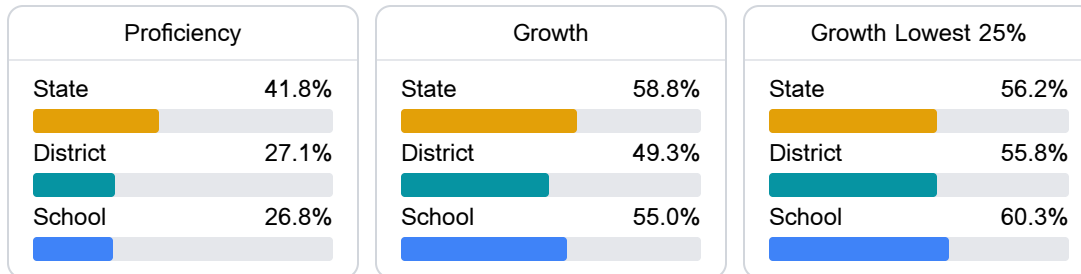 Proficiency
State 41.8%
District 27.1%
School 26.8%
Growth
State 58.8%
District 49.3%
School 55.0%
Growth Lowest 25%
State 56.2%
District 55.8%
School 60.3%